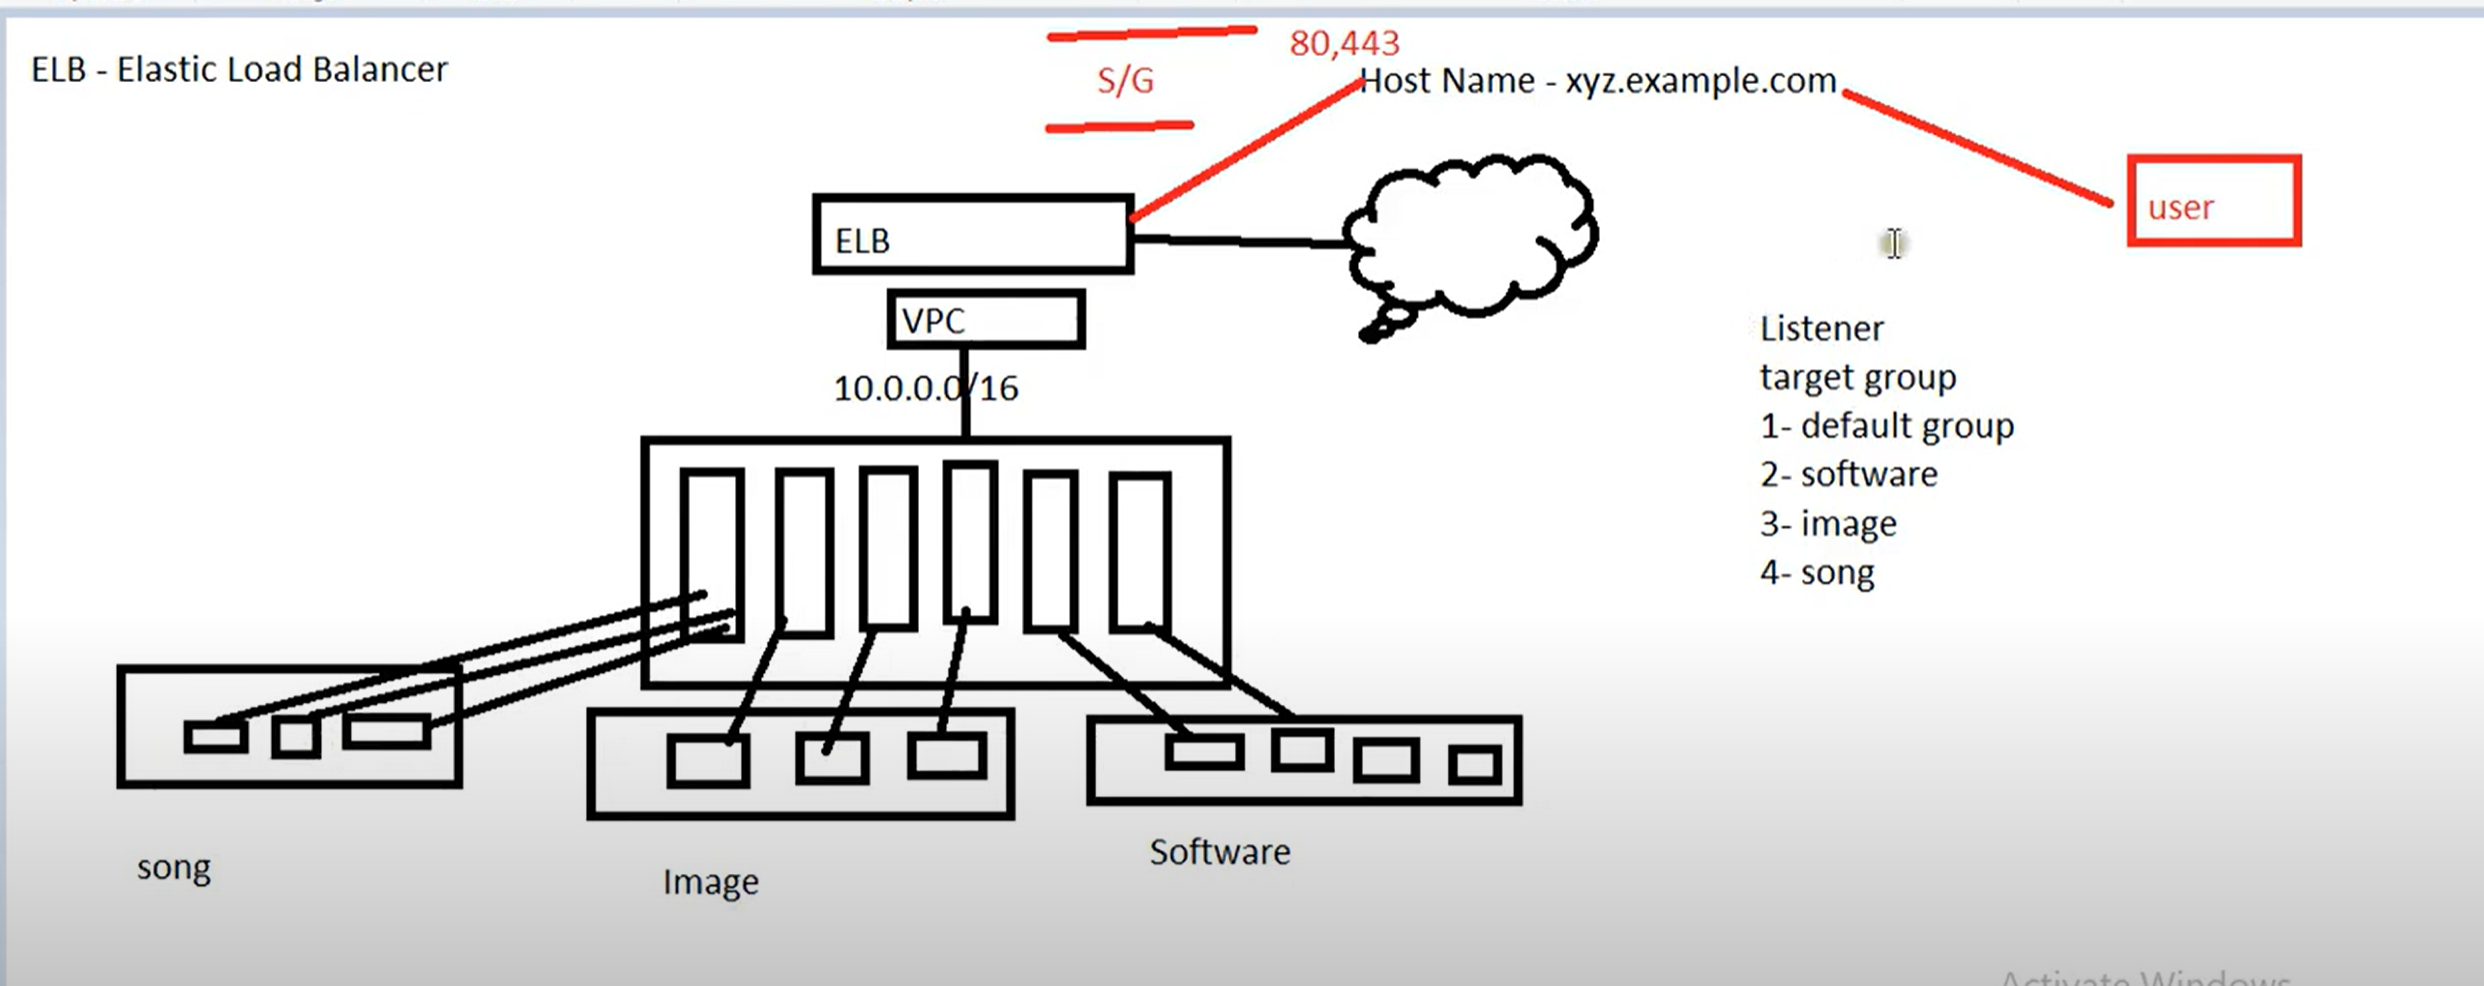 ELB - Elastic Load Balancer
80,443
S/G
Host Name - xyz.example.com
user
ELB
VPC
10.0.0.0/16
Listener
target group
1- default group
2- software
3- image
4- song
song
Image
Software
Activate Windows